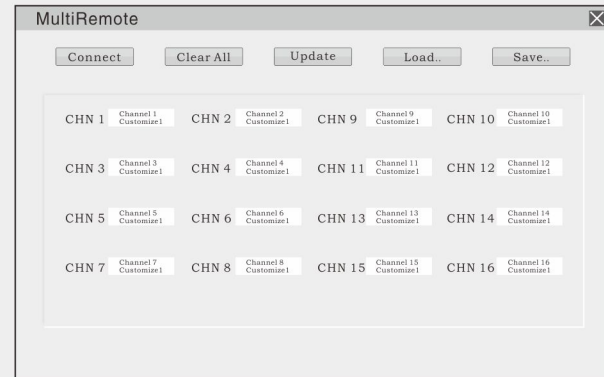 MultiRemote
Connect Clear All Update Load.. Save..
CHN 1 Channel 1 Customize1 CHN 2 Channel 2 Customize1 CHN 9 Channel 9 Customize1 CHN 10 Channel 10 Customize1
CHN 3 Channel 3 Customize1 CHN 4 Channel 4 Customize1 CHN 11 Channel 11 Customize1 CHN 12 Channel 12 Customize1
CHN 5 Channel 5 Customize1 CHN 6 Channel 6 Customize1 CHN 13 Channel 13 Customize1 CHN 14 Channel 14 Customize1
CHN 7 Channel 7 Customize1 CHN 8 Channel 8 Customize1 CHN 15 Channel 15 Customize1 CHN 16 Channel 16 Customize1